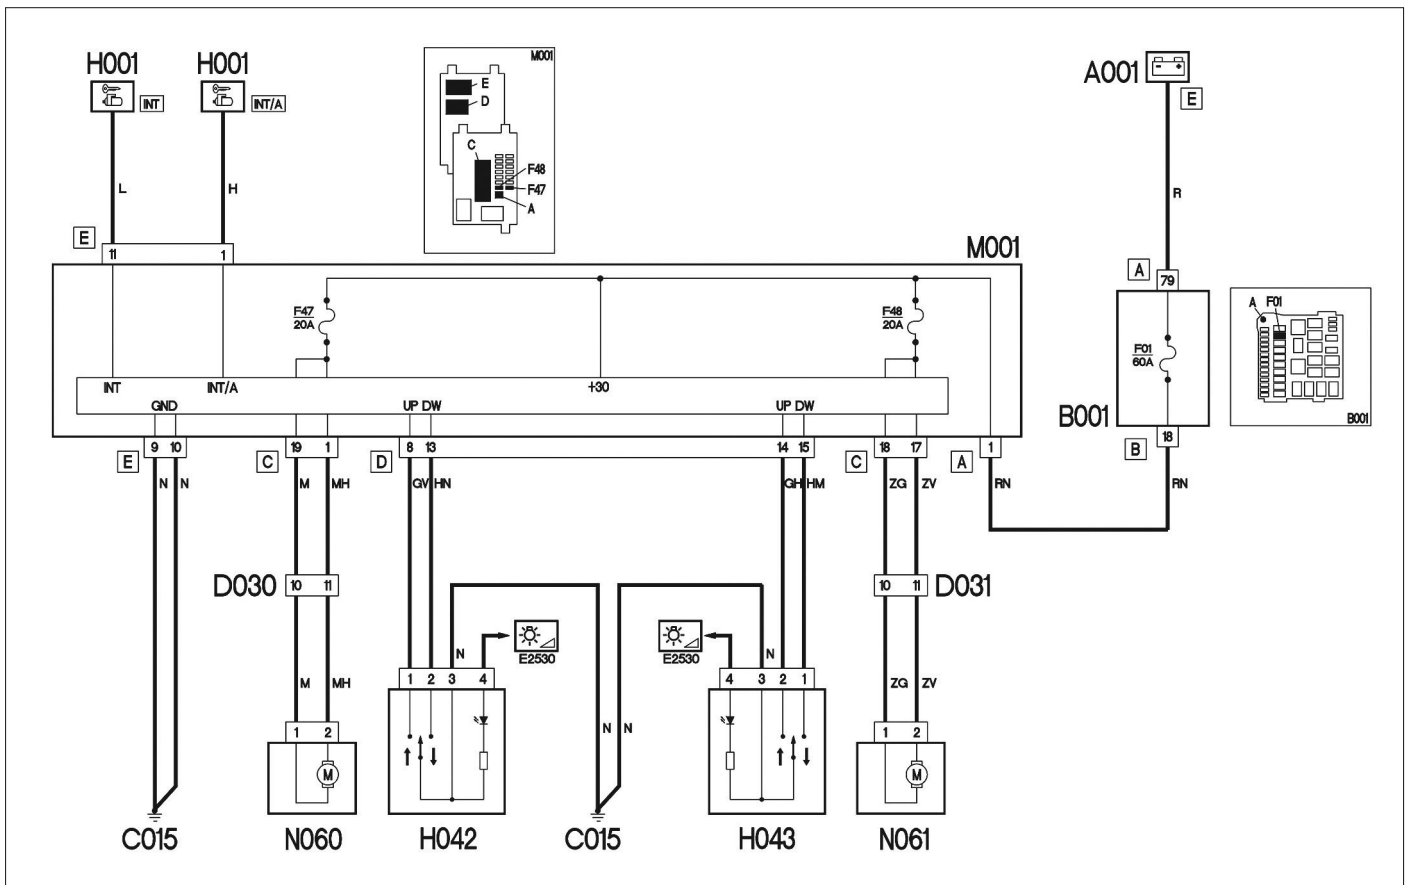 H001 H001
INT INT/A
L H
E
11 1
M001
E
D
C
F48
F47
A
A001
E
R
M001
A
79
F01
60A
B001
18
B
RN
A F01
B001
F47
20A
F48
20A
INT INT/A +30
GND UP DW UP DW
E 9 10 C 19 1 D 8 13 14 15 C 18 17 A 1
N N M MH GV HN GH HM ZG ZV RN
D030 10 11 10 11 D031
E2530 E2530
M MH N N ZG ZV
1 2 3 4 4 3 2 1
1 2 1 2
N N
M M
C015 N060 H042 C015 H043 N061